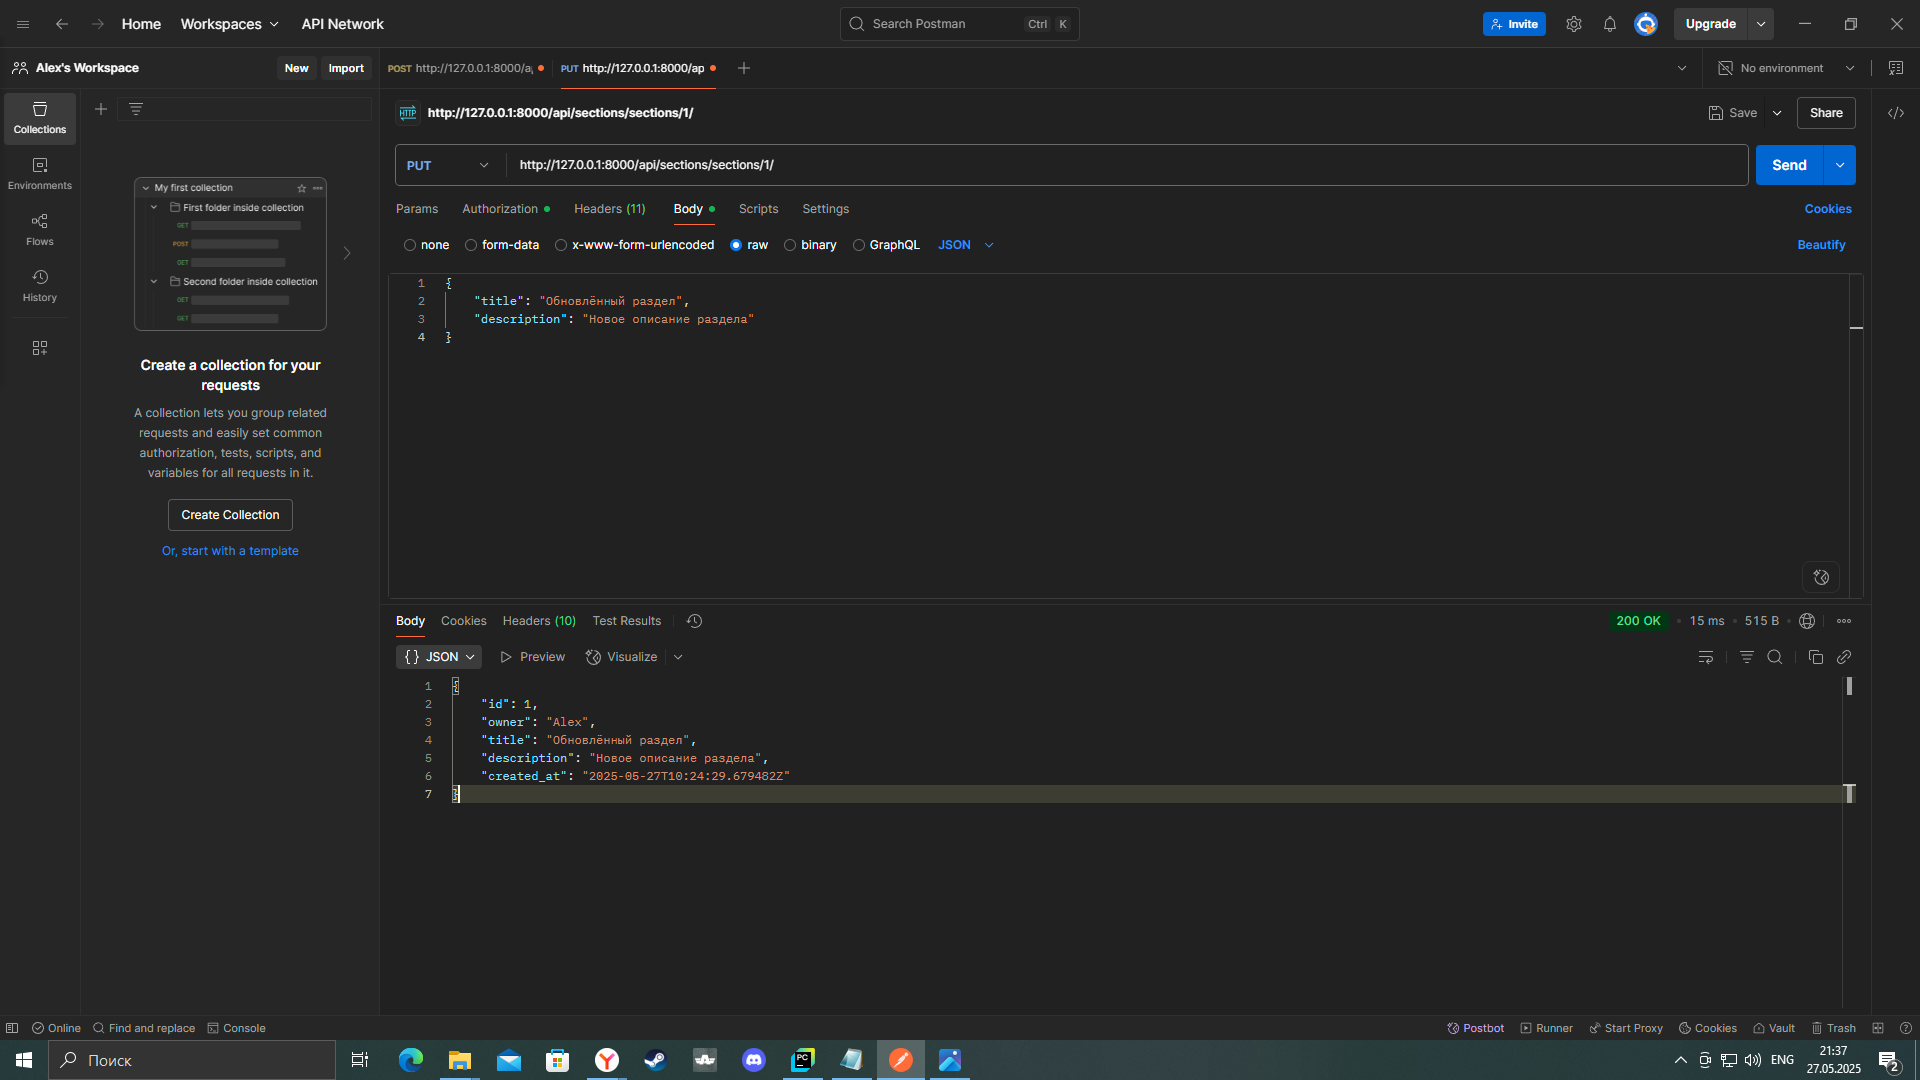 Home Workspaces API Network Search Postman Ctrl K Invite Upgrade
Alex's Workspace New Import
POST http://127.0.0.1:8000/a PUT http://127.0.0.1:8000/ap No environment
http://127.0.0.1:8000/api/sections/sections/1/ Save Share
PUT http://127.0.0.1:8000/api/sections/sections/1/ Send
Params Authorization Headers (11) Body Scripts Settings Cookies
none form-data x-www-form-urlencoded raw binary GraphQL JSON Beautify
1 {
2 "title": "Обновлённый раздел",
3 "description": "Новое описание раздела"
4 }
Collections
Environments
Flows
History
My first collection
First folder inside collection
GET
POST
GET
Second folder inside collection
GET
GET
Create a collection for your
requests
A collection lets you group related
requests and easily set common
authorization, tests, scripts, and
variables for all requests in it.
Create Collection
Or, start with a template
Body Cookies Headers (10) Test Results 200 OK 15 ms 515 B
{} JSON Preview Visualize
1 {
2 "id": 1,
3 "owner": "Alex",
4 "title": "Обновлённый раздел",
5 "description": "Новое описание раздела",
6 "created_at": "2025-05-27T10:24:29.679482Z"
7 }
Online Find and replace Console Postbot Runner Start Proxy Cookies Vault Trash
Поиск PC ENG 21:37
27.05.2025 2